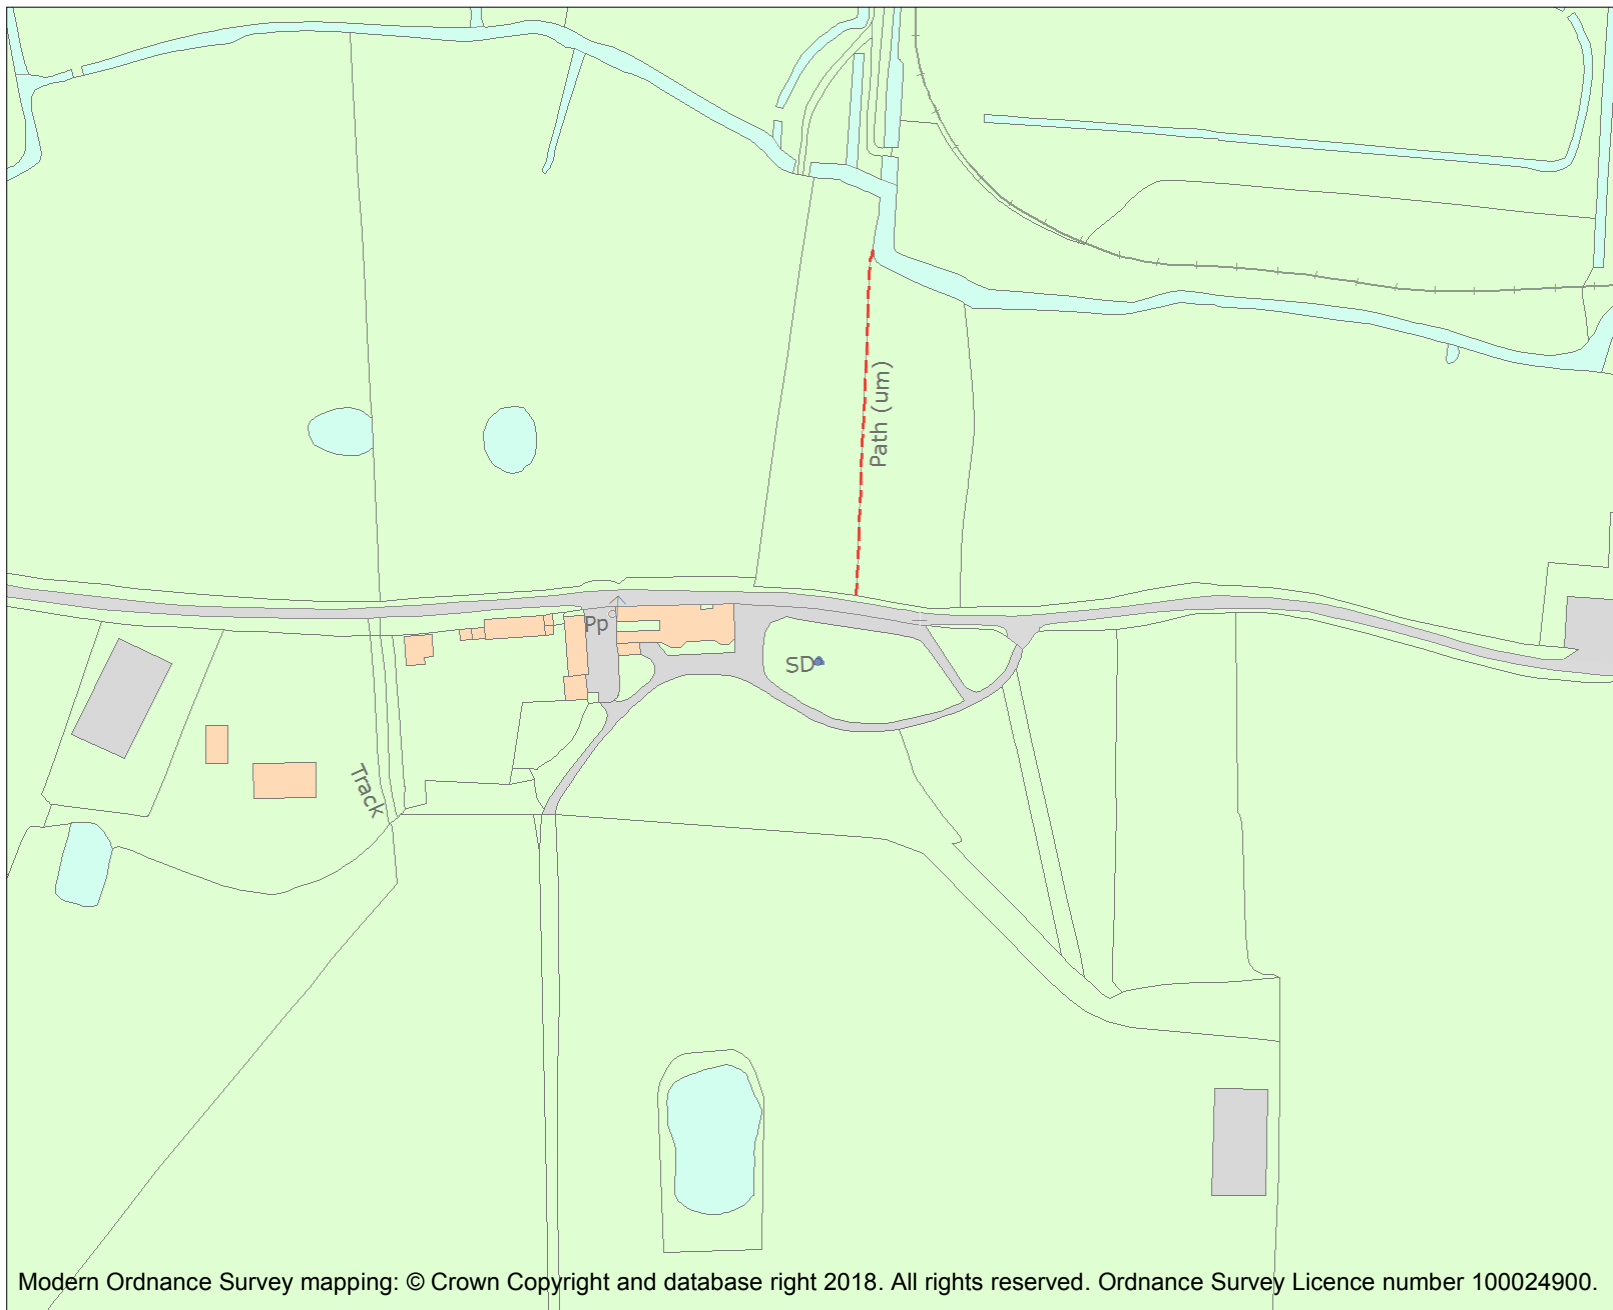 Path (um)
Pp
SD
Track
Modern Ordnance Survey mapping: © Crown Copyright and database right 2018. All rights reserved. Ordnance Survey Licence number 100024900.